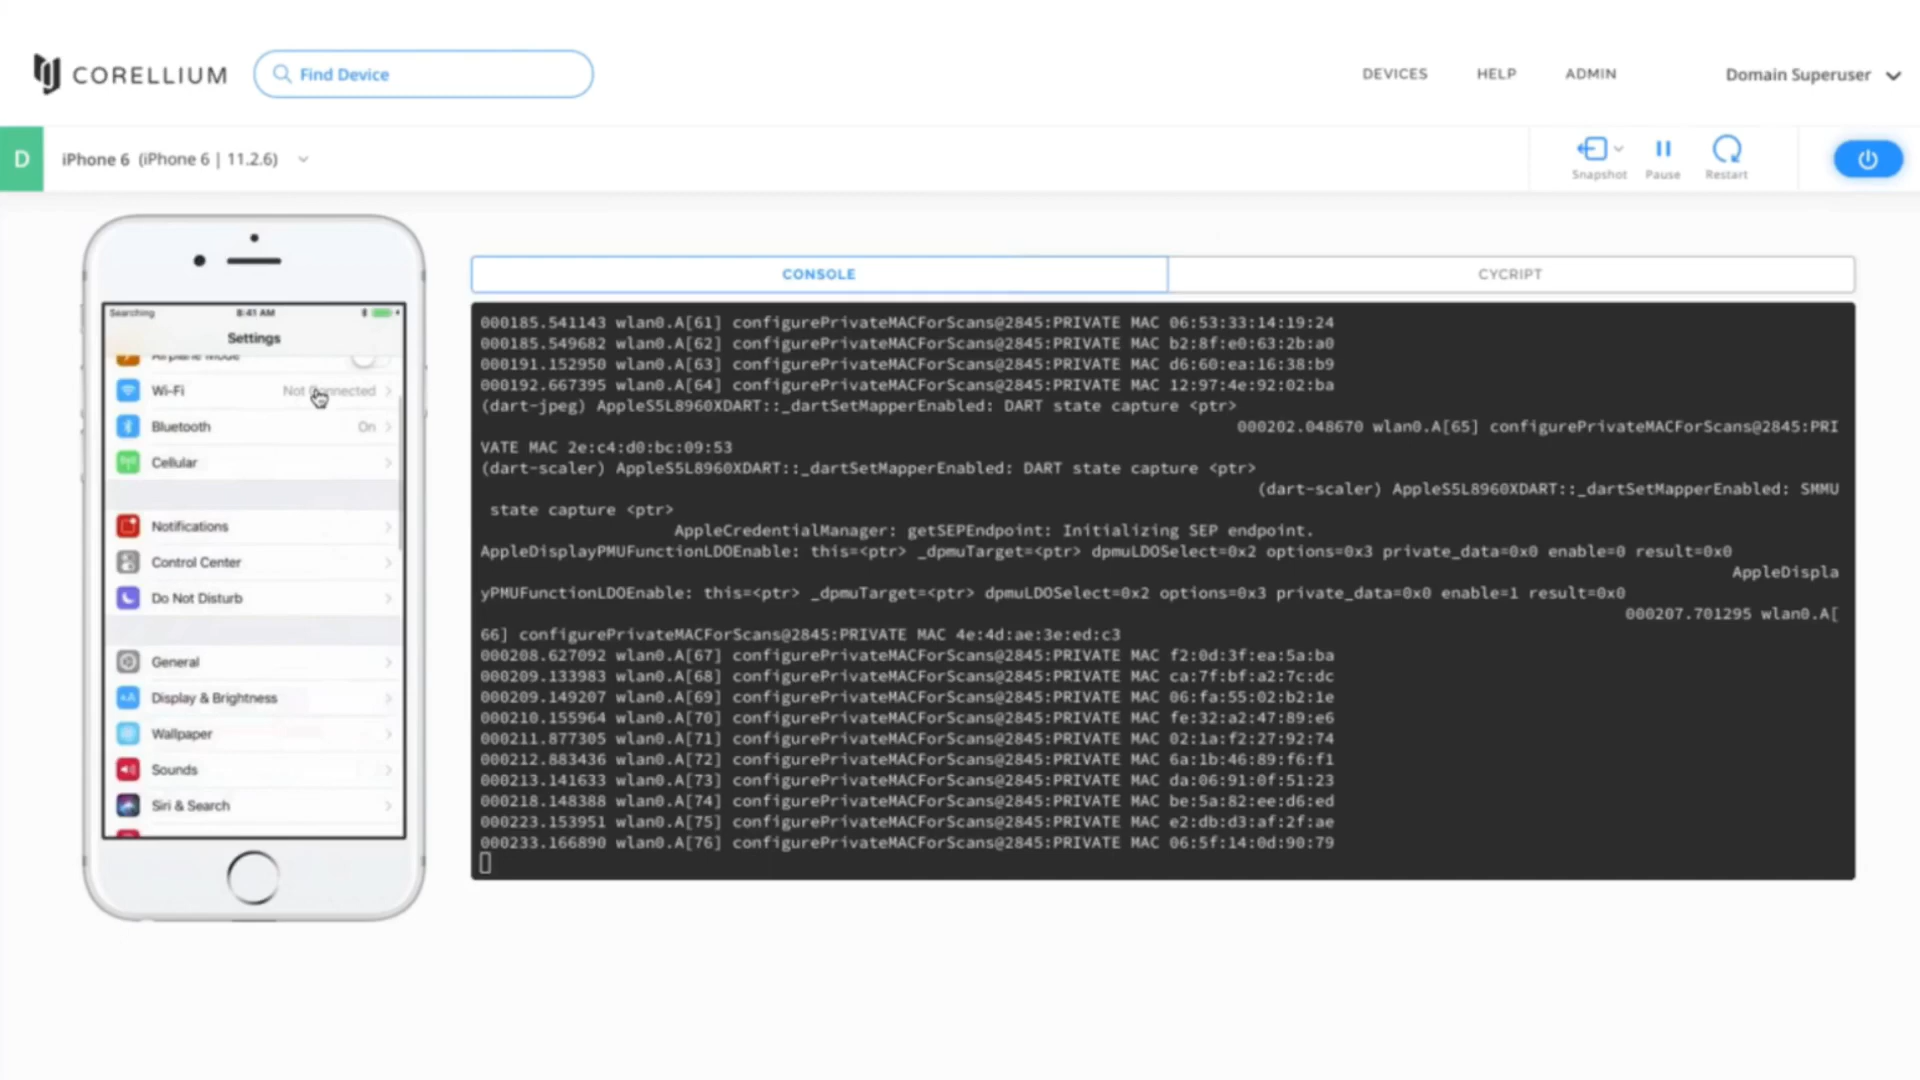 CORELLIUM
Find Device
DEVICES
HELP
ADMIN
Domain Superuser
D
iPhone 6 (iPhone 6 | 11.2.6)
Snapshot
Pause
Restart
Searching
8:41 AM
Settings
Airplane Mode
Wi-Fi
Not Connected
Bluetooth
On
Cellular
Notifications
Control Center
Do Not Disturb
General
AA
Display & Brightness
Wallpaper
Sounds
Siri & Search
CONSOLE
CYCRIPT
000185.541143 wlan0.A[61] configurePrivateMACForScans@2845:PRIVATE MAC 06:53:33:14:19:24
000185.549682 wlan0.A[62] configurePrivateMACForScans@2845:PRIVATE MAC b2:8f:e0:63:2b:a0
000191.152950 wlan0.A[63] configurePrivateMACForScans@2845:PRIVATE MAC d6:60:ea:16:38:b9
000192.667395 wlan0.A[64] configurePrivateMACForScans@2845:PRIVATE MAC 12:97:4e:92:02:ba
(dart-jpeg) AppleS5L8960XDART::_dartSetMapperEnabled: DART state capture <ptr>
000202.048670 wlan0.A[65] configurePrivateMACForScans@2845:PRI
VATE MAC 2e:c4:d0:bc:09:53
(dart-scaler) AppleS5L8960XDART::_dartSetMapperEnabled: DART state capture <ptr>
(dart-scaler) AppleS5L8960XDART::_dartSetMapperEnabled: SMMU
state capture <ptr>
AppleCredentialManager: getSEPEndpoint: Initializing SEP endpoint.
AppleDisplayPMUFunctionLDOEnable: this=<ptr> _dpmuTarget=<ptr> dpmuLDOSelect=0x2 options=0x3 private_data=0x0 enable=0 result=0x0
AppleDispla
yPMUFunctionLDOEnable: this=<ptr> _dpmuTarget=<ptr> dpmuLDOSelect=0x2 options=0x3 private_data=0x0 enable=1 result=0x0
000207.701295 wlan0.A[
66] configurePrivateMACForScans@2845:PRIVATE MAC 4e:4d:ae:3e:ed:c3
000208.627092 wlan0.A[67] configurePrivateMACForScans@2845:PRIVATE MAC f2:0d:3f:ea:5a:ba
000209.133983 wlan0.A[68] configurePrivateMACForScans@2845:PRIVATE MAC ca:7f:bf:a2:7c:dc
000209.149207 wlan0.A[69] configurePrivateMACForScans@2845:PRIVATE MAC 06:fa:55:02:b2:1e
000210.155964 wlan0.A[70] configurePrivateMACForScans@2845:PRIVATE MAC fe:32:a2:47:89:e6
000211.877305 wlan0.A[71] configurePrivateMACForScans@2845:PRIVATE MAC 02:1a:f2:27:92:74
000212.883436 wlan0.A[72] configurePrivateMACForScans@2845:PRIVATE MAC 6a:1b:46:89:f6:f1
000213.141633 wlan0.A[73] configurePrivateMACForScans@2845:PRIVATE MAC da:06:91:0f:51:23
000218.148388 wlan0.A[74] configurePrivateMACForScans@2845:PRIVATE MAC be:5a:82:ee:d6:ed
000223.153951 wlan0.A[75] configurePrivateMACForScans@2845:PRIVATE MAC e2:db:d3:af:2f:ae
000233.166890 wlan0.A[76] configurePrivateMACForScans@2845:PRIVATE MAC 06:5f:14:0d:90:79